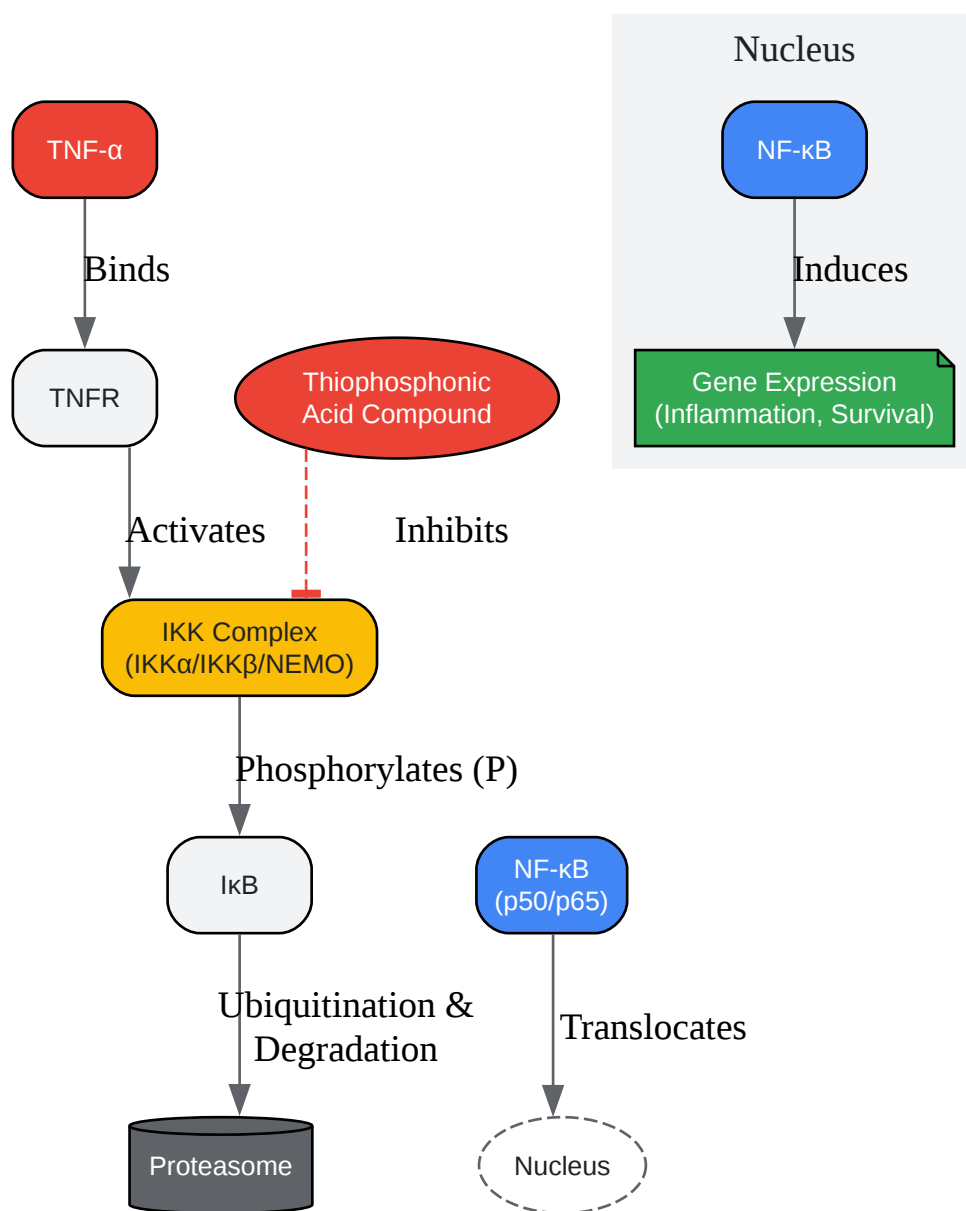 Nucleus
TNF-α
NF-κB
Binds
Induces
TNFR
Thiophosphonic
Acid Compound
Gene Expression
(Inflammation, Survival)
Activates
Inhibits
IKK Complex
(IKKα/IKKβ/NEMO)
Phosphorylates (P)
IκB
NF-κB
(p50/p65)
Ubiquitination &
Degradation
Translocates
Proteasome
Nucleus